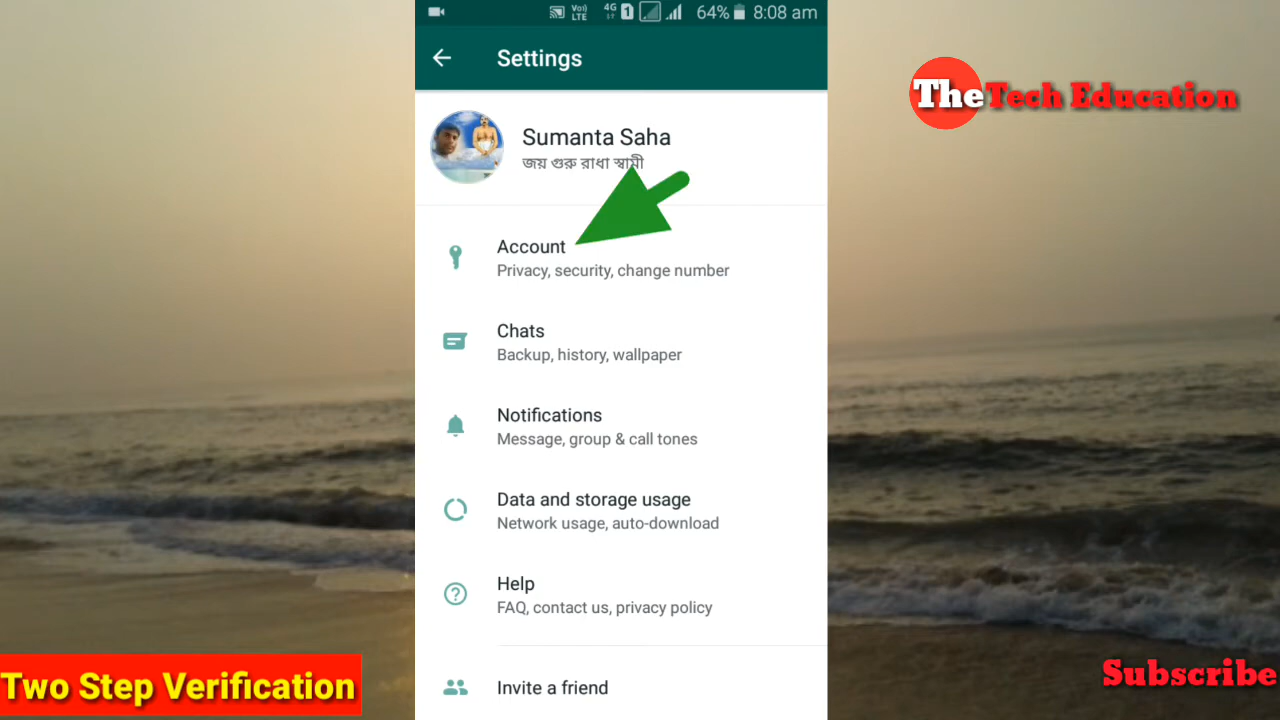 Vo)) LTE 4G 1 64% 8:08 am
Settings
TheTech Education
Sumanta Saha
জয় গুরু রাধা স্বামী
Account
Privacy, security, change number
Chats
Backup, history, wallpaper
Notifications
Message, group & call tones
Data and storage usage
Network usage, auto-download
Help
FAQ, contact us, privacy policy
Invite a friend
Two Step Verification
Subscribe